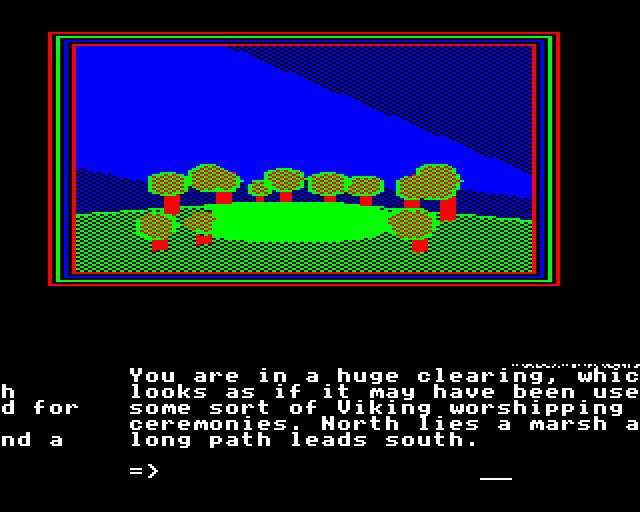 You are in a huge clearing, whic
h looks as if it may have been use
d for some sort of Viking worshipping
ceremonies. North lies a marsh a
nd a long path leads south.
=>